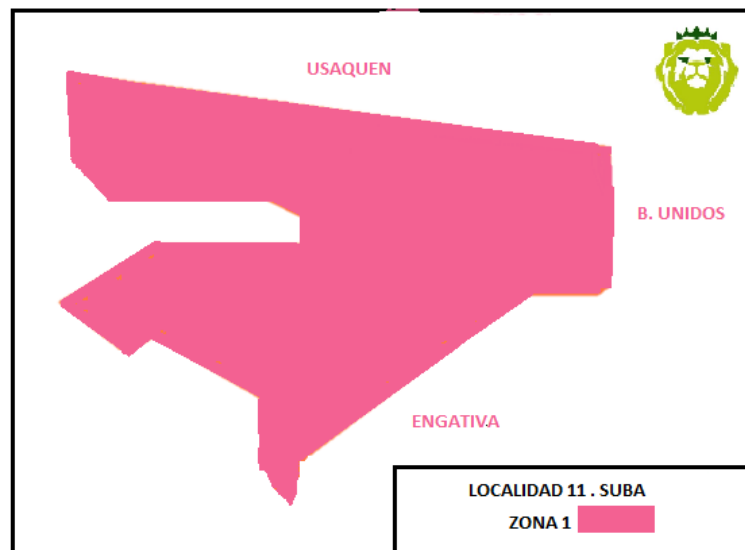 USAQUEN
B. UNIDOS
ENGATIVA
LOCALIDAD 11 . SUBA
ZONA 1